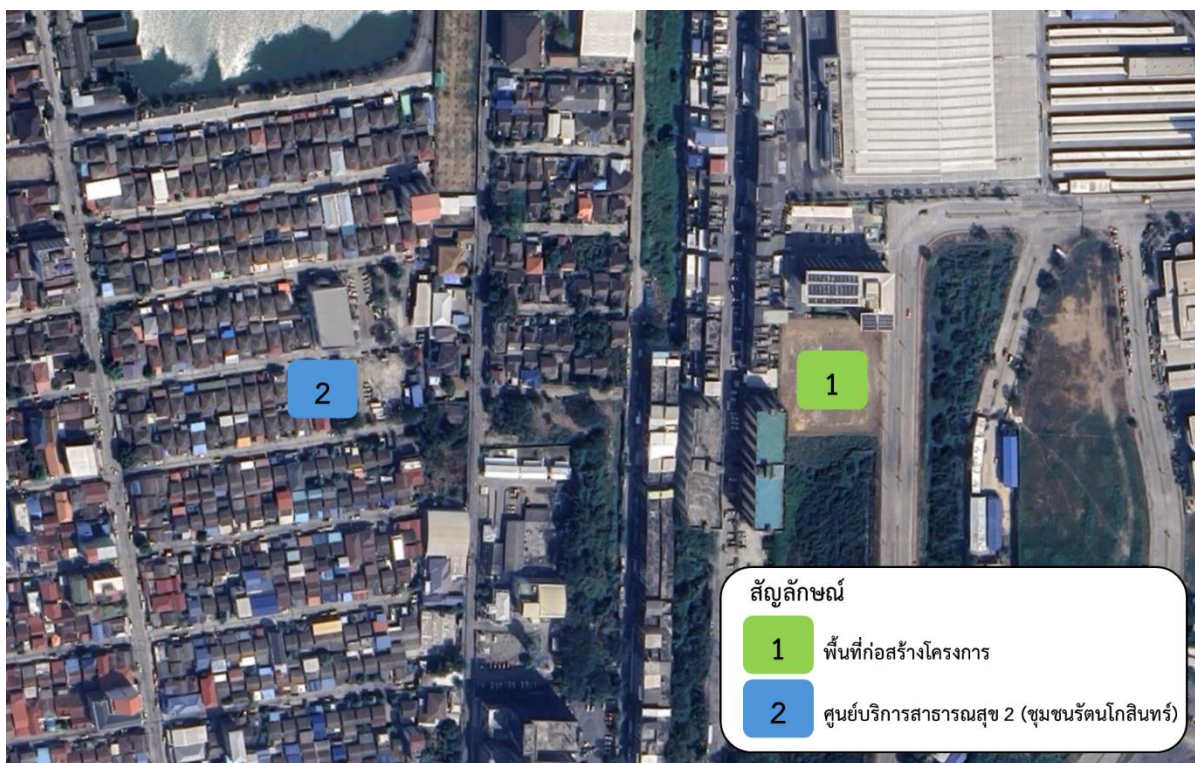 2
1
สัญลักษณ์
1 พื้นที่ก่อสร้างโครงการ
2 ศูนย์บริการสาธารณสุข 2 (ชุมชนรัตนโกสินทร์)